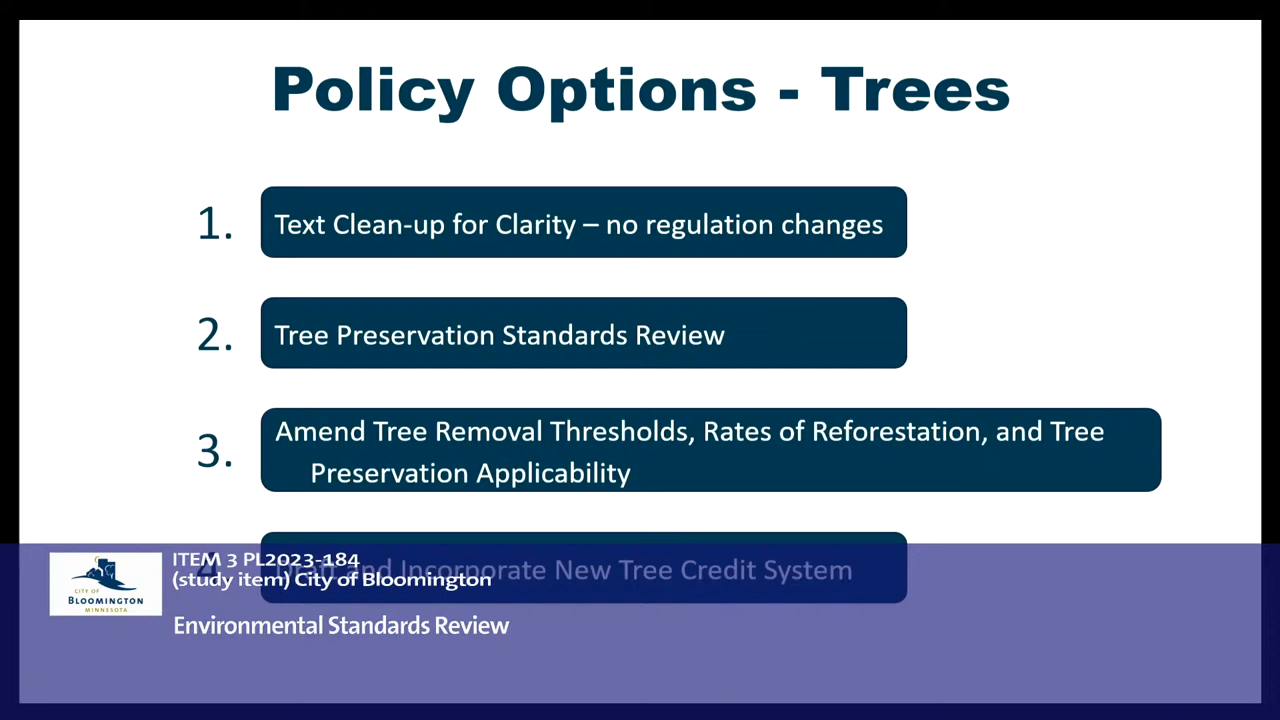 Policy Options - Trees
1. Text Clean-up for Clarity – no regulation changes
2. Tree Preservation Standards Review
3. Amend Tree Removal Thresholds, Rates of Reforestation, and Tree
Preservation Applicability
4. and Incorporate New Tree Credit System
ITEM 3 PL2023-184
(study item) City of Bloomington
Environmental Standards Review
CITY OF
BLOOMINGTON
MINNESOTA